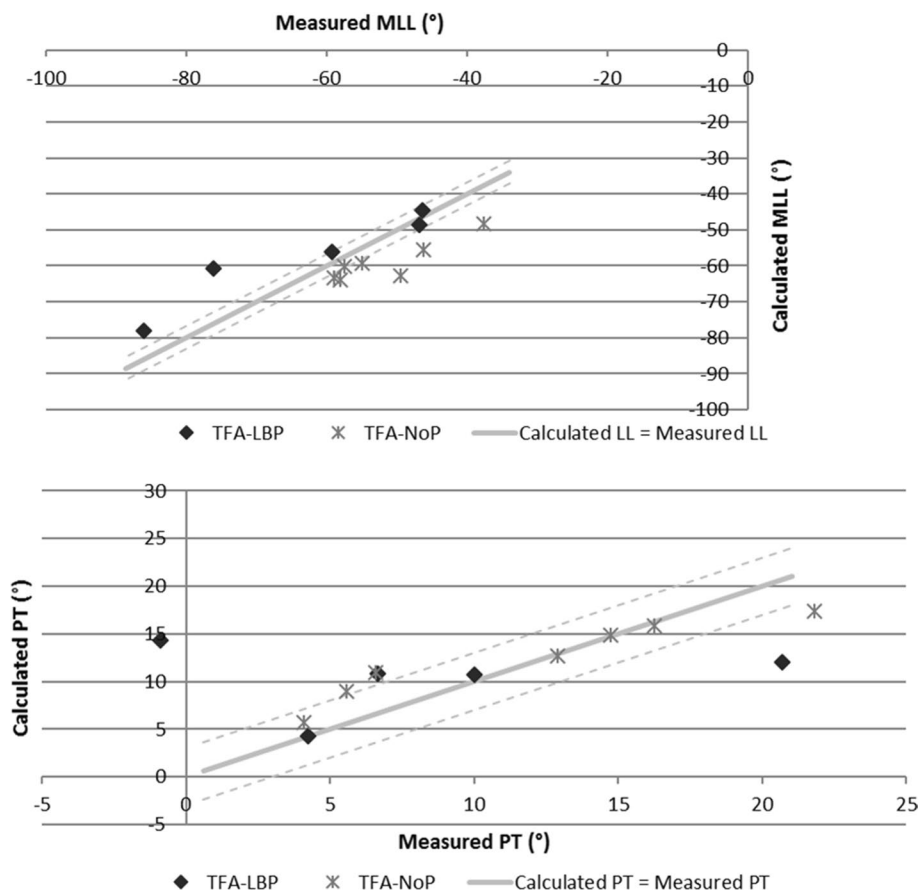 Measured MLL (°)
-100 -80 -60 -40 -20 0
0
-10
-20
-30
-40
-50
-60
-70
-80
-90
-100
Calculated MLL (°)
TFA-LBP TFA-NoP Calculated LL = Measured LL
30
25
20
15
10
5
0
-5
Calculated PT (°)
-5 0 5 10 15 20 25
Measured PT (°)
TFA-LBP TFA-NoP Calculated PT = Measured PT